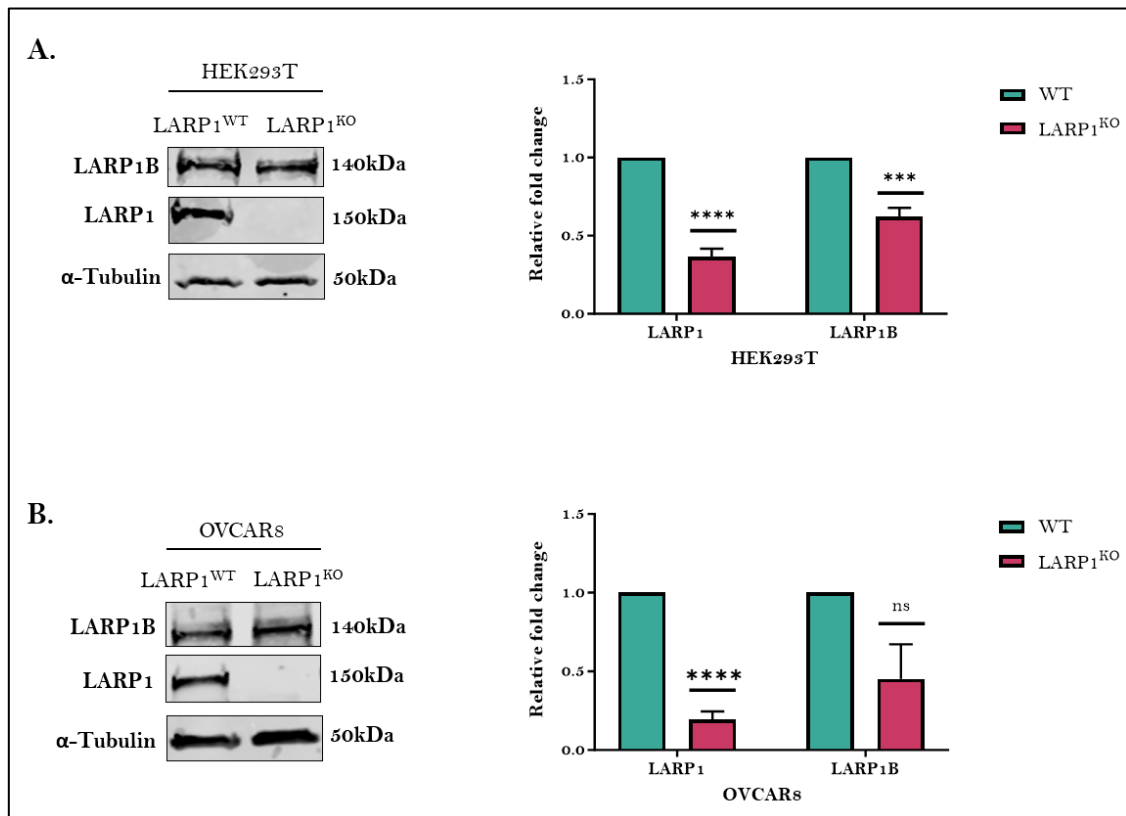 A.
HEK293T
LARP1WT LARP1KO
LARP1B 140kDa
LARP1 150kDa
α-Tubulin 50kDa
Relative fold change
1.5
1.0
0.5
0.0
****
***
LARP1 LARP1B
HEK293T
WT
LARP1KO
B.
OVCAR8
LARP1WT LARP1KO
LARP1B 140kDa
LARP1 150kDa
α-Tubulin 50kDa
Relative fold change
1.5
1.0
0.5
0.0
****
ns
LARP1 LARP1B
OVCAR8
WT
LARP1KO